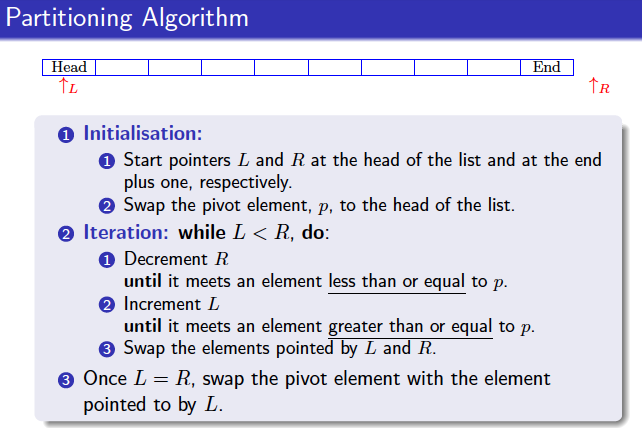 Partitioning Algorithm
Head End
↑L ↑R
1 Initialisation:
1 Start pointers L and R at the head of the list and at the end
plus one, respectively.
2 Swap the pivot element, p, to the head of the list.
2 Iteration: while L < R, do:
1 Decrement R
until it meets an element less than or equal to p.
2 Increment L
until it meets an element greater than or equal to p.
3 Swap the elements pointed by L and R.
3 Once L = R, swap the pivot element with the element
pointed to by L.